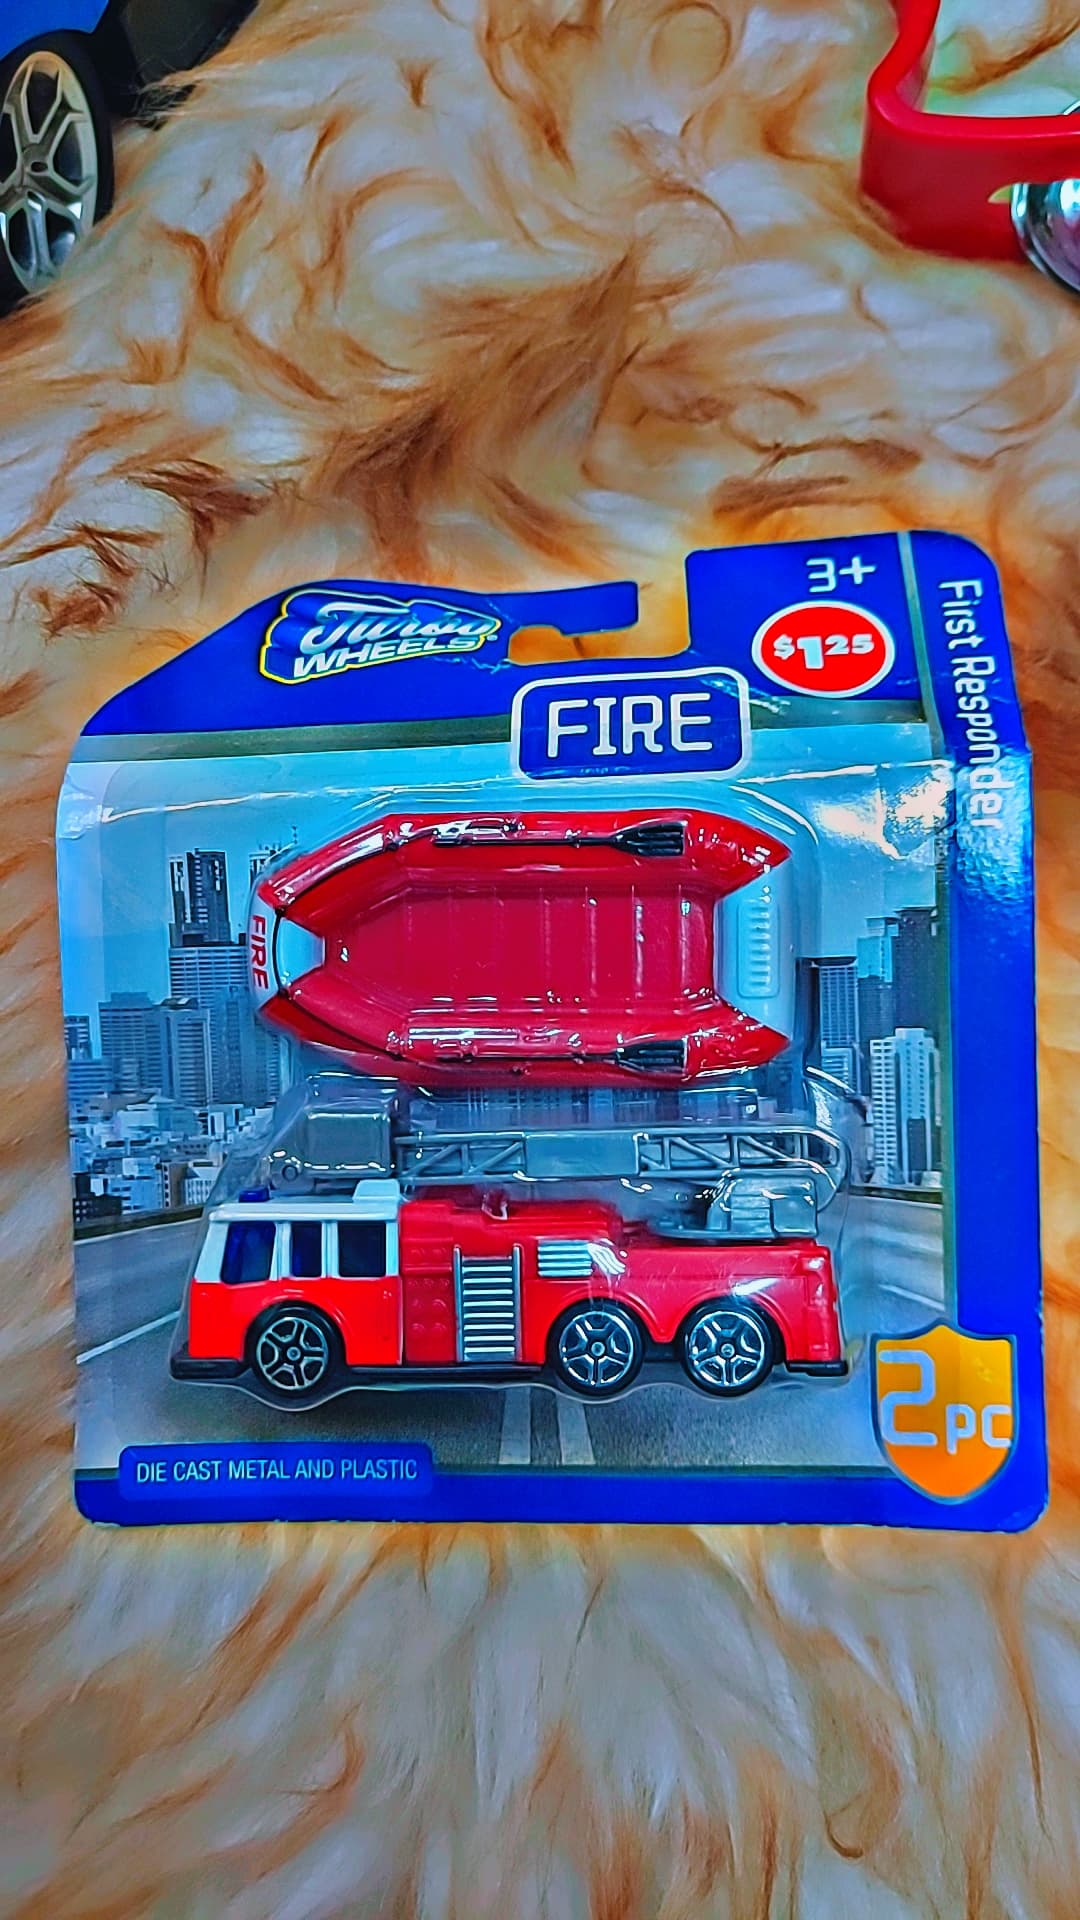 3+
Turbo
WHEELS
$1.25
FIRE
First Responder
FIRE
2pc
DIE CAST METAL AND PLASTIC